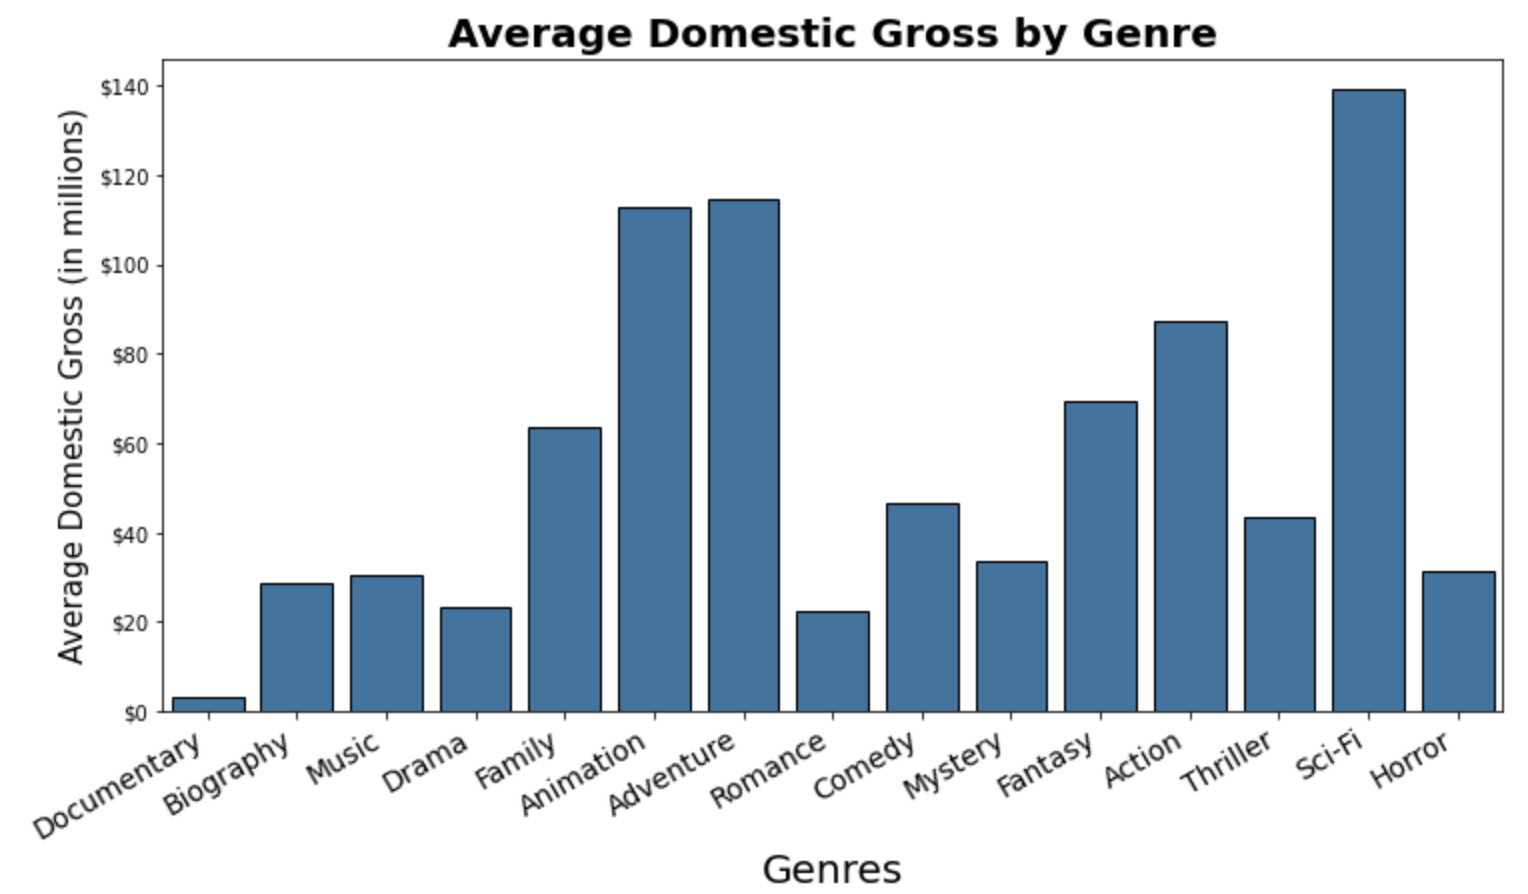 Average Domestic Gross by Genre
Average Domestic Gross (in millions)
$140
$120
$100
$80
$60
$40
$20
$0
Documentary
Biography
Music
Drama
Family
Animation
Adventure
Romance
Comedy
Mystery
Fantasy
Action
Thriller
Sci-Fi
Horror
Genres